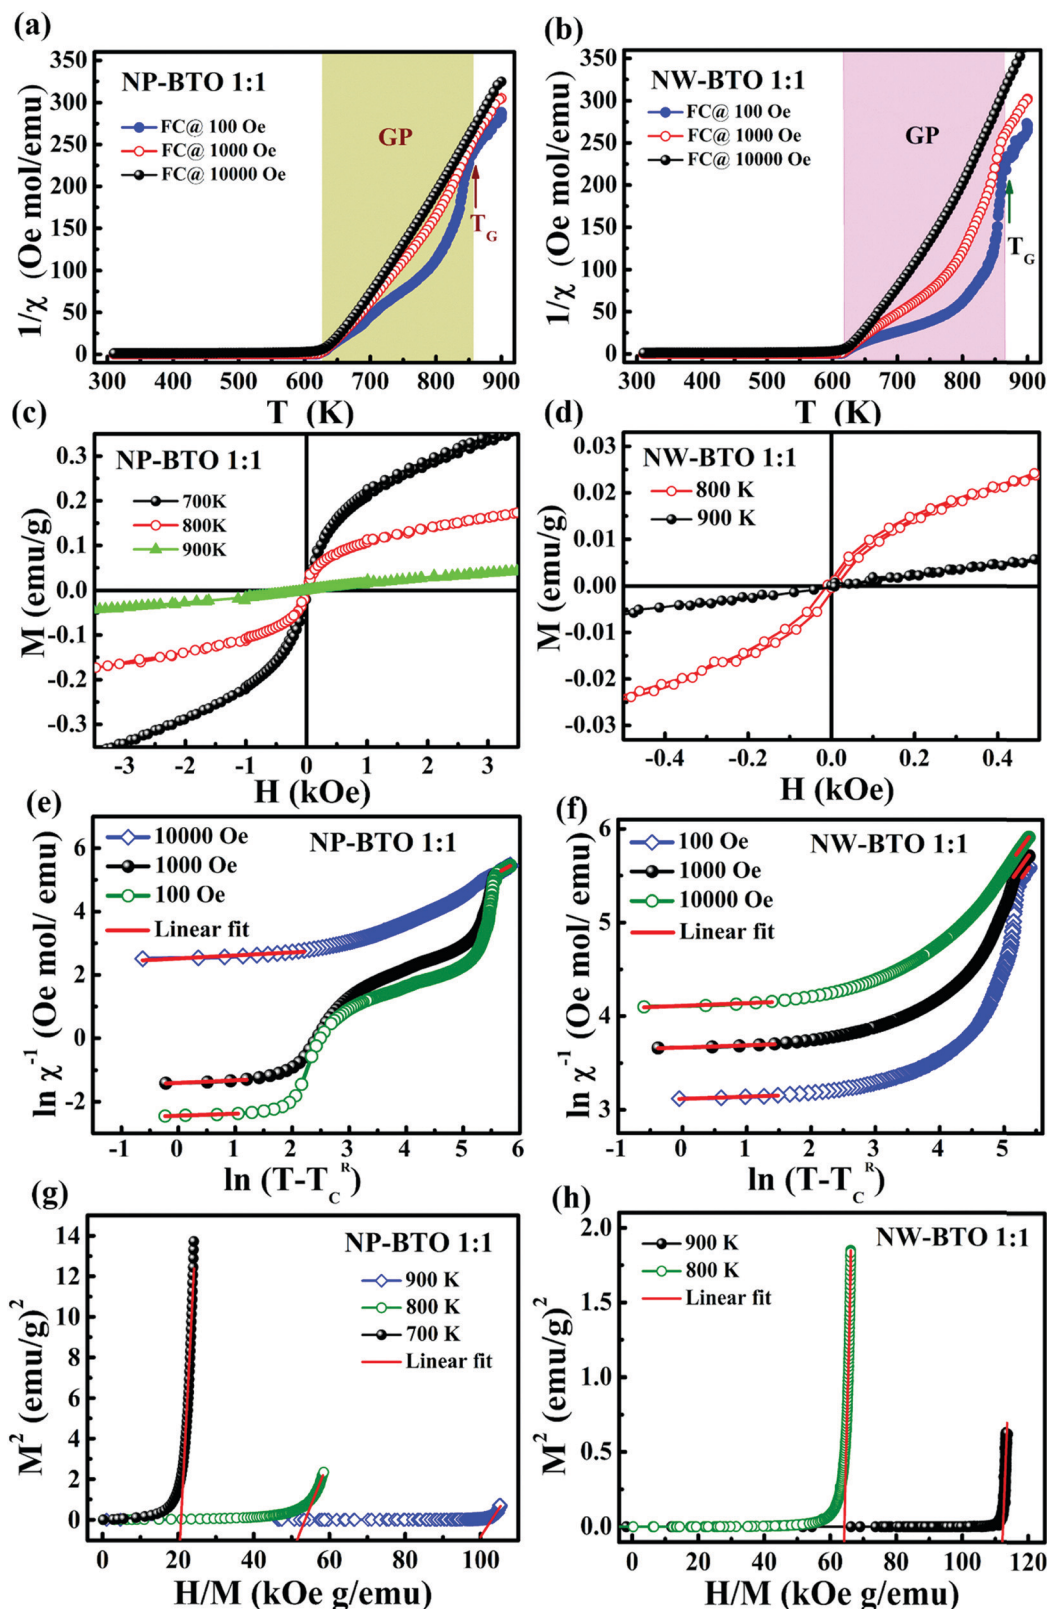 (a)
NP-BTO 1:1
FC@ 100 Oe
FC@ 1000 Oe
FC@ 10000 Oe
GP
T_G
1/χ (Oe mol/emu)
350
300
250
200
150
100
50
0
300 400 500 600 700 800 900
T (K)
(b)
NW-BTO 1:1
FC@ 100 Oe
FC@ 1000 Oe
FC@ 10000 Oe
GP
T_G
1/χ (Oe mol/emu)
350
300
250
200
150
100
50
0
300 400 500 600 700 800 900
T (K)
(c)
NP-BTO 1:1
700K
800K
900K
M (emu/g)
0.3
0.2
0.1
0.0
-0.1
-0.2
-0.3
-3 -2 -1 0 1 2 3
H (kOe)
(d)
NW-BTO 1:1
800 K
900 K
M (emu/g)
0.03
0.02
0.01
0.00
-0.01
-0.02
-0.03
-0.4 -0.2 0.0 0.2 0.4
H (kOe)
(e)
NP-BTO 1:1
10000 Oe
1000 Oe
100 Oe
Linear fit
ln χ⁻¹ (Oe mol/ emu)
6
4
2
0
-2
-1 0 1 2 3 4 5 6
ln (T-T_C^R)
(f)
NW-BTO 1:1
100 Oe
1000 Oe
10000 Oe
Linear fit
ln χ⁻¹ (Oe mol/ emu)
6
5
4
3
-1 0 1 2 3 4 5
ln (T-T_C^R)
(g)
NP-BTO 1:1
900 K
800 K
700 K
Linear fit
M² (emu/g)²
14
12
10
8
6
4
2
0
0 20 40 60 80 100
H/M (kOe g/emu)
(h)
NW-BTO 1:1
900 K
800 K
Linear fit
M² (emu/g)²
2.0
1.5
1.0
0.5
0.0
0 20 40 60 80 100 120
H/M (kOe g/emu)